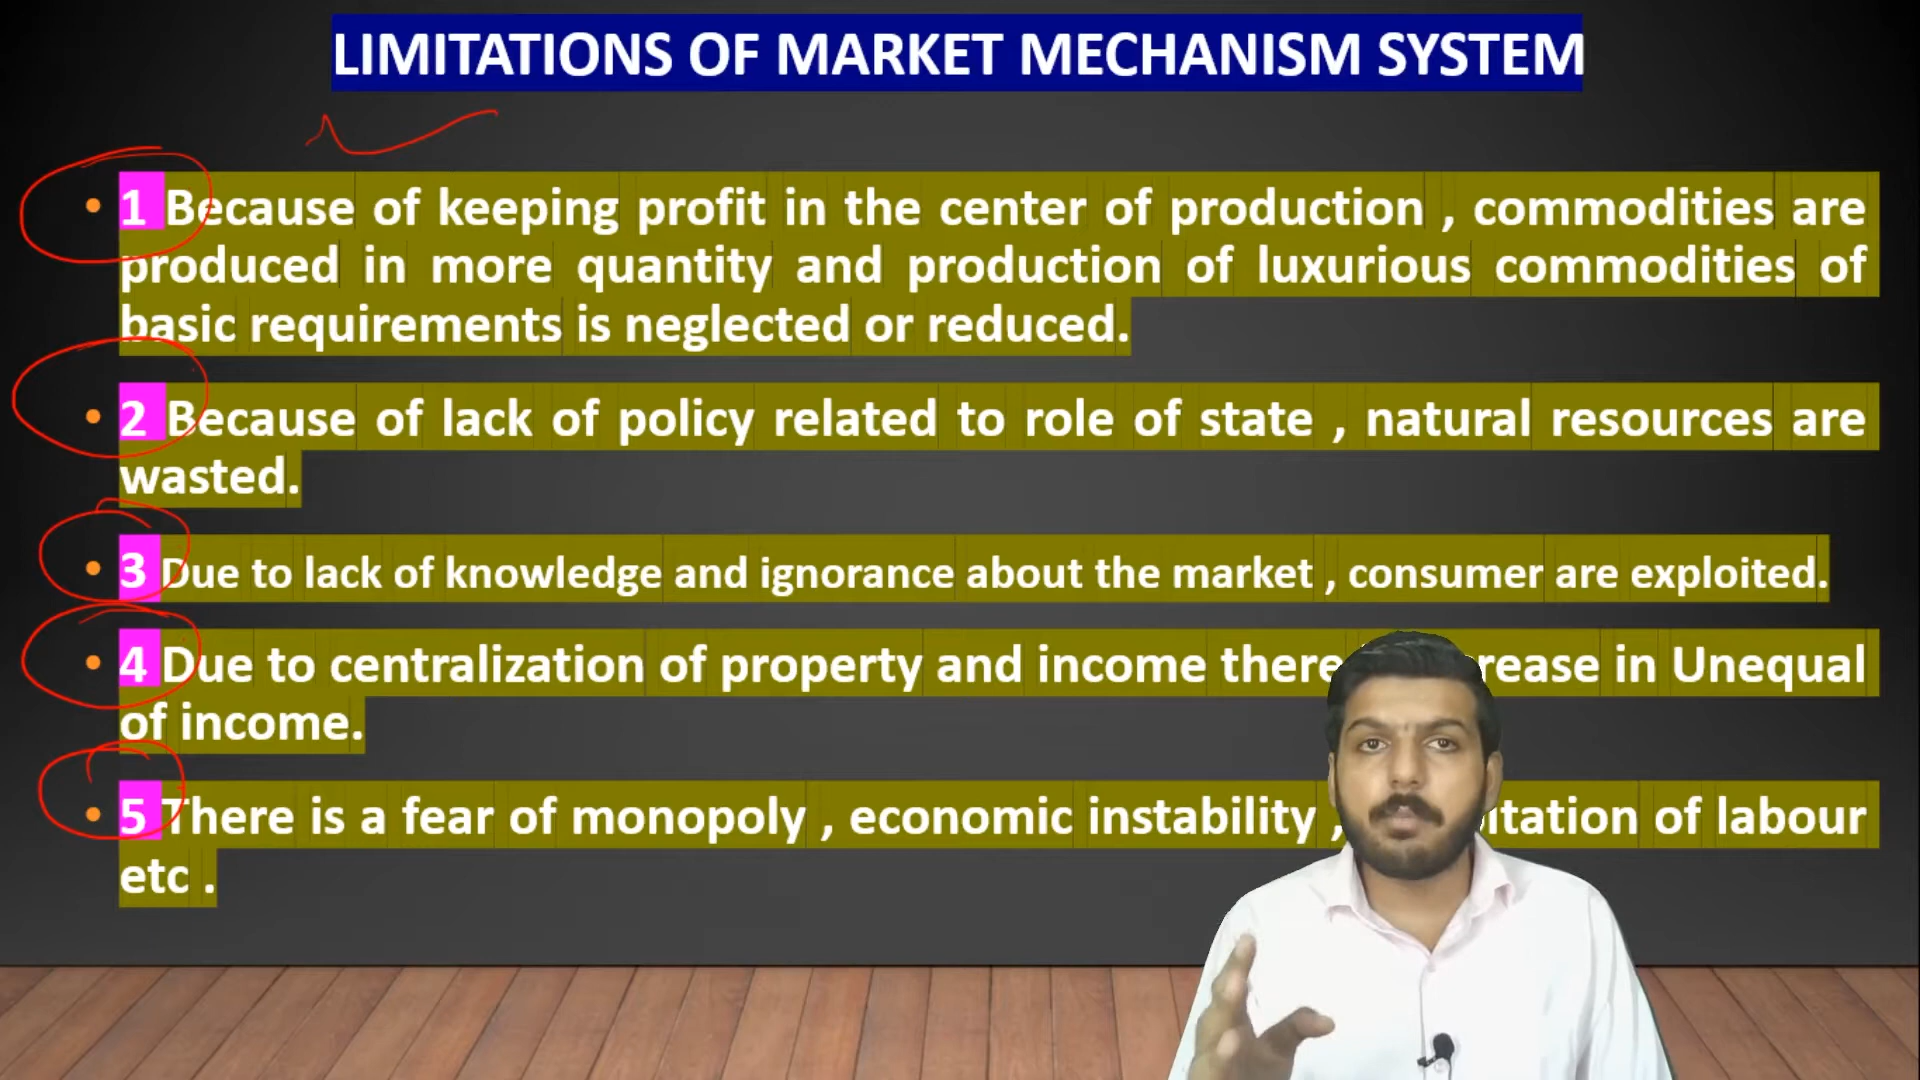 LIMITATIONS OF MARKET MECHANISM SYSTEM
• 1 Because of keeping profit in the center of production , commodities are
produced in more quantity and production of luxurious commodities of
basic requirements is neglected or reduced.
• 2 Because of lack of policy related to role of state , natural resources are
wasted.
• 3 Due to lack of knowledge and ignorance about the market , consumer are exploited.
• 4 Due to centralization of property and income there in Unequal
of income.
• 5 There is a fear of monopoly , economic instability , of labour
etc .